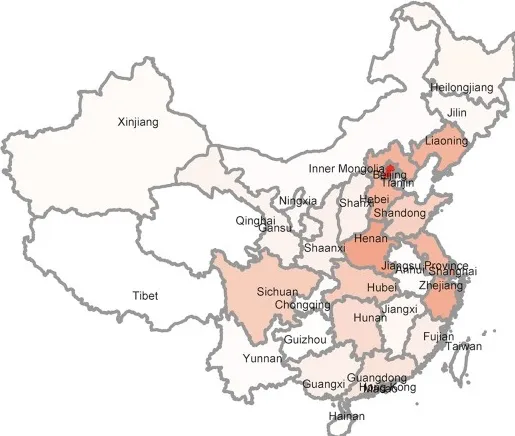 Heilongjiang
Jilin
Xinjiang
Liaoning
Inner Mongolia
Beijing
Tianjin
Hebei
Ningxia
Shanxi
Shandong
Qinghai
Gansu
Henan
Shaanxi
Jiangsu Province
Anhui
Shanghai
Sichuan
Hubei
Zhejiang
Tibet
Chongqing
Jiangxi
Hunan
Fujian
Guizhou
Taiwan
Yunnan
Guangdong
Guangxi
Hong Kong
Macao
Hainan